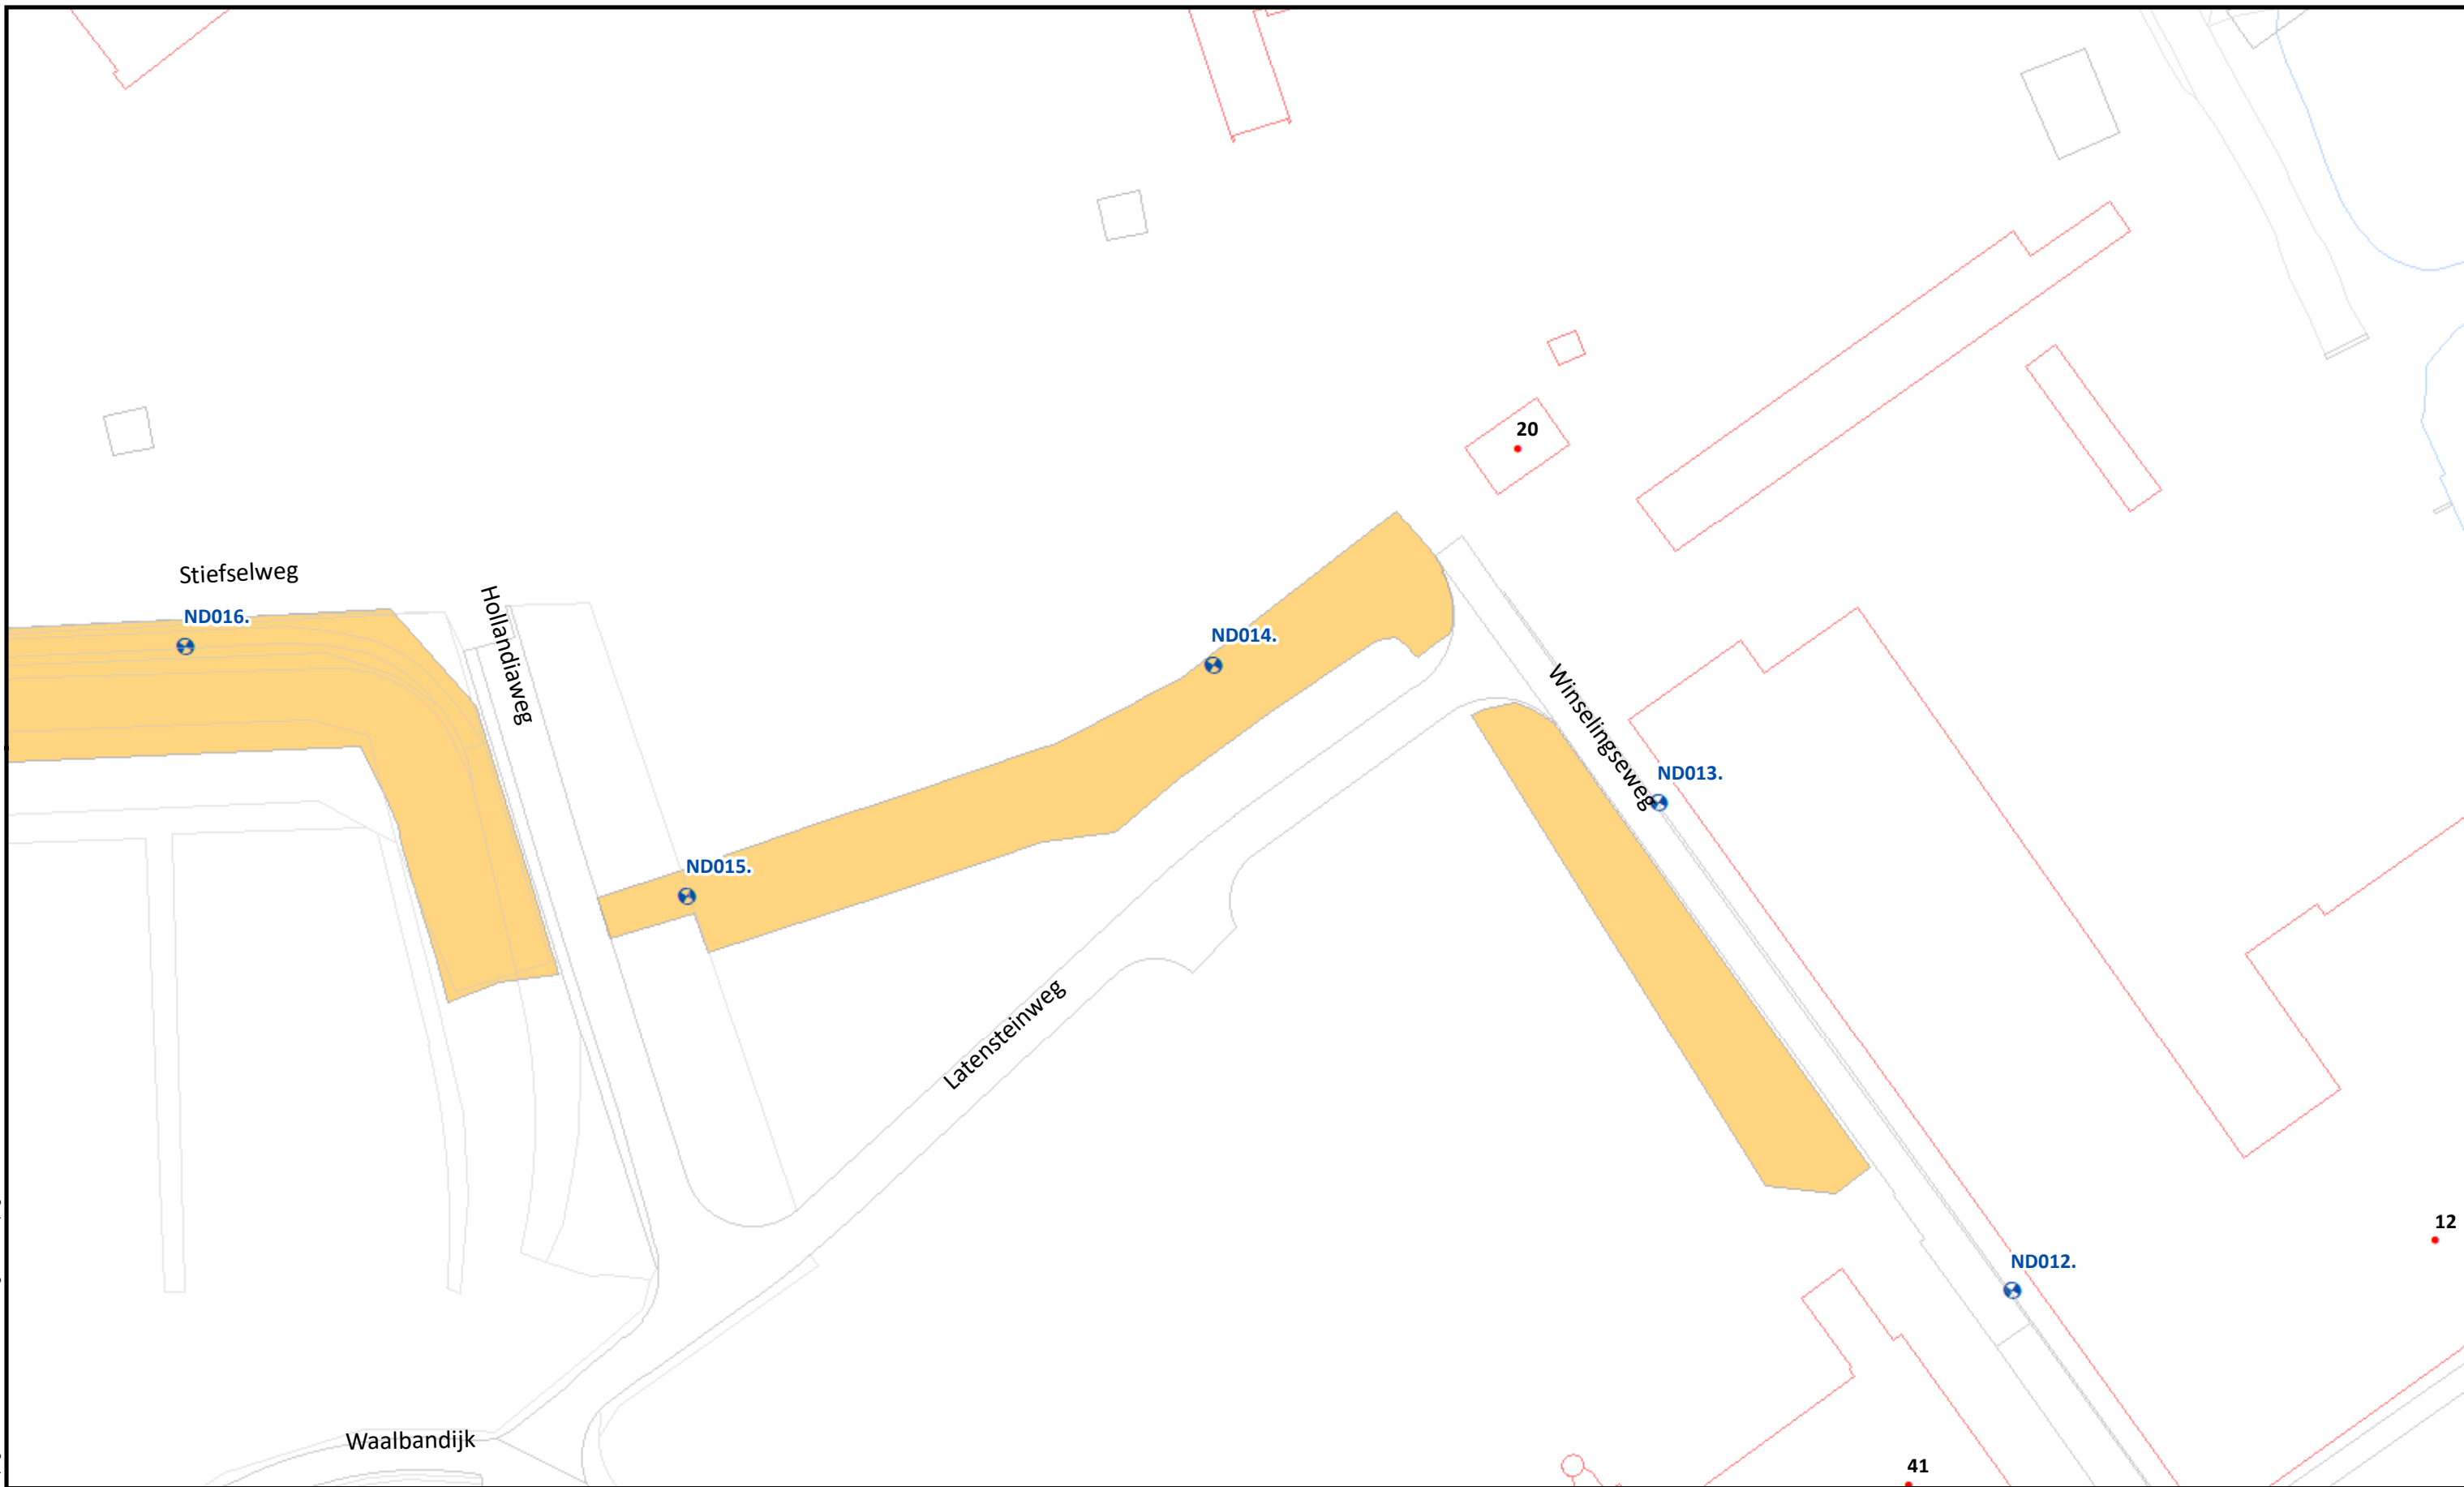 20
Stiefselweg
Hollandiaweg
ND016.
ND014.
Winselingseweg
ND013.
ND015.
Latensteinweg
12
ND012.
Waalbandijk
41